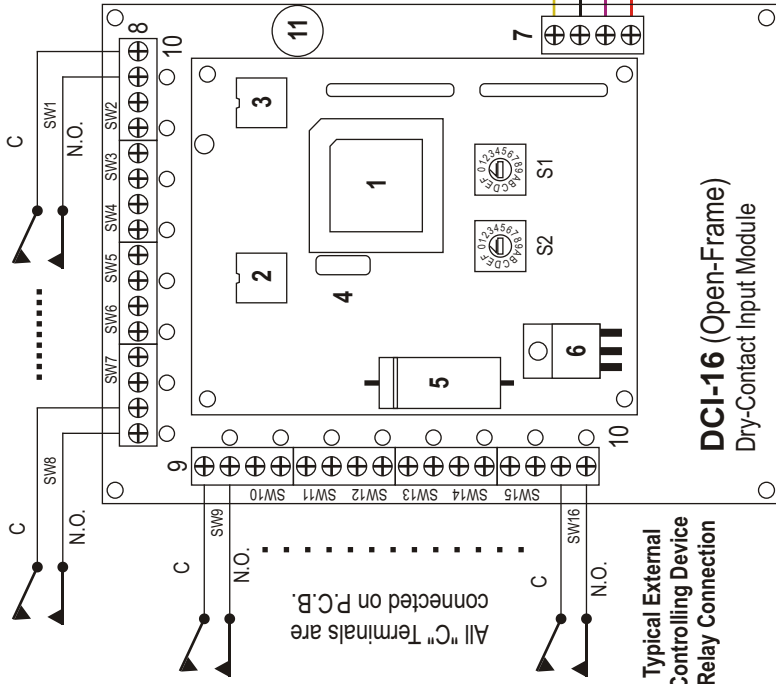 C
SW1
N.O.
C
SW8
N.O.
8
10
SW2
SW3
SW4
SW5
SW6
SW7
11
7
3
1
2
4
0123456789ABCDEF
S1
0123456789ABCDEF
S2
5
6
9
10
SW10
SW11
SW12
SW13
SW14
SW15
C
SW9
N.O.
C
SW16
N.O.
All "C" Terminals are
connected on P.C.B.
Typical External
Controlling Device
Relay Connection
DCI-16 (Open-Frame)
Dry-Contact Input Module